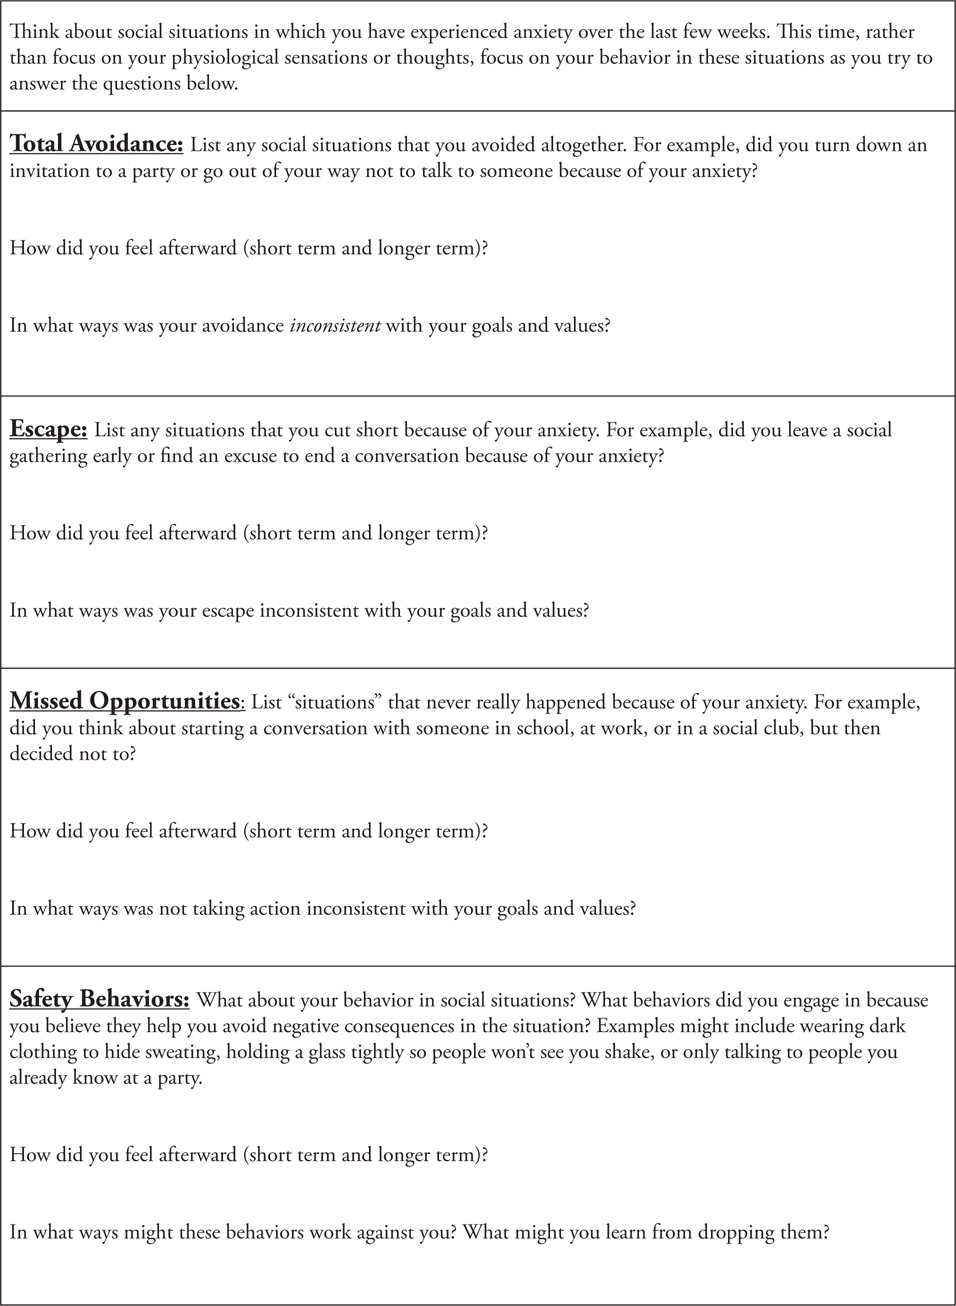 Think about social situations in which you have experienced anxiety over the last few weeks. This time, rather
than focus on your physiological sensations or thoughts, focus on your behavior in these situations as you try to
answer the questions below.
Total Avoidance: List any social situations that you avoided altogether. For example, did you turn down an
invitation to a party or go out of your way not to talk to someone because of your anxiety?
How did you feel afterward (short term and longer term)?
In what ways was your avoidance inconsistent with your goals and values?
Escape: List any situations that you cut short because of your anxiety. For example, did you leave a social
gathering early or find an excuse to end a conversation because of your anxiety?
How did you feel afterward (short term and longer term)?
In what ways was your escape inconsistent with your goals and values?
Missed Opportunities: List “situations” that never really happened because of your anxiety. For example,
did you think about starting a conversation with someone in school, at work, or in a social club, but then
decided not to?
How did you feel afterward (short term and longer term)?
In what ways was not taking action inconsistent with your goals and values?
Safety Behaviors: What about your behavior in social situations? What behaviors did you engage in because
you believe they help you avoid negative consequences in the situation? Examples might include wearing dark
clothing to hide sweating, holding a glass tightly so people won’t see you shake, or only talking to people you
already know at a party.
How did you feel afterward (short term and longer term)?
In what ways might these behaviors work against you? What might you learn from dropping them?